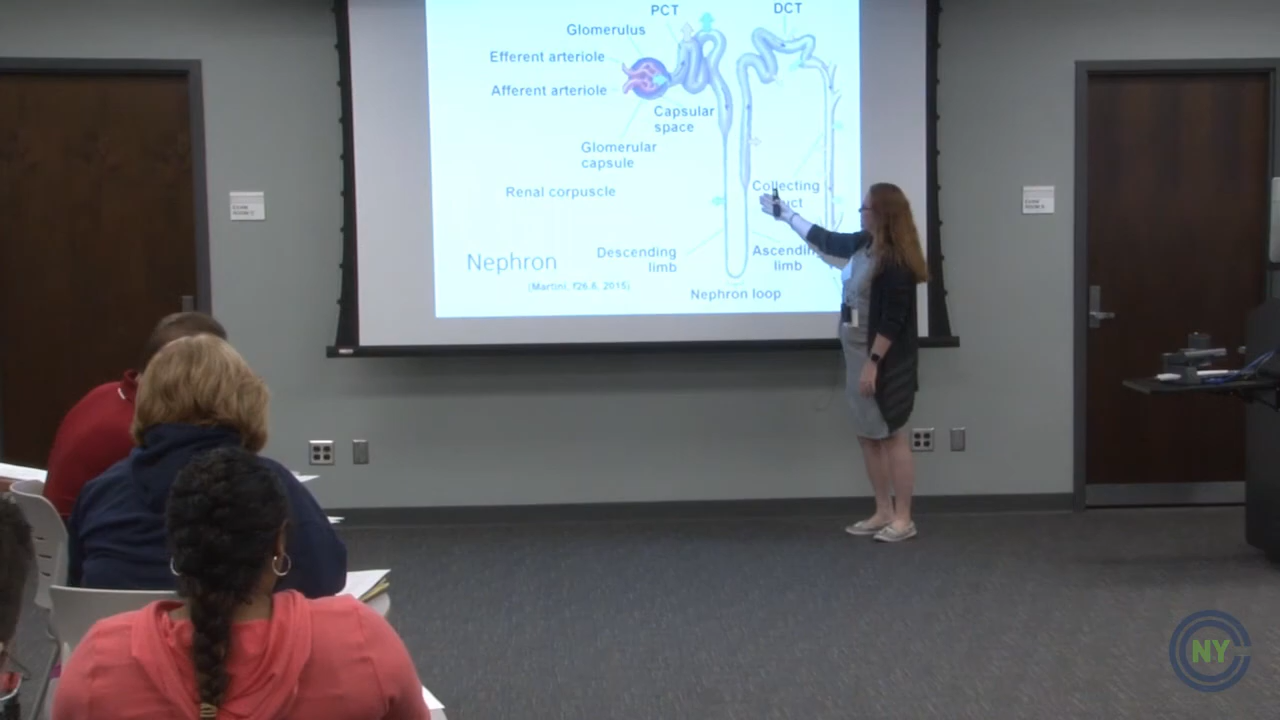 PCT
DCT
Glomerulus
Efferent arteriole
Afferent arteriole
Capsular
space
Glomerular
capsule
Renal corpuscle
Collecting
uct
Descending
limb
Ascending
limb
Nephron
(Martini, f26.6, 2015)
Nephron loop
NY